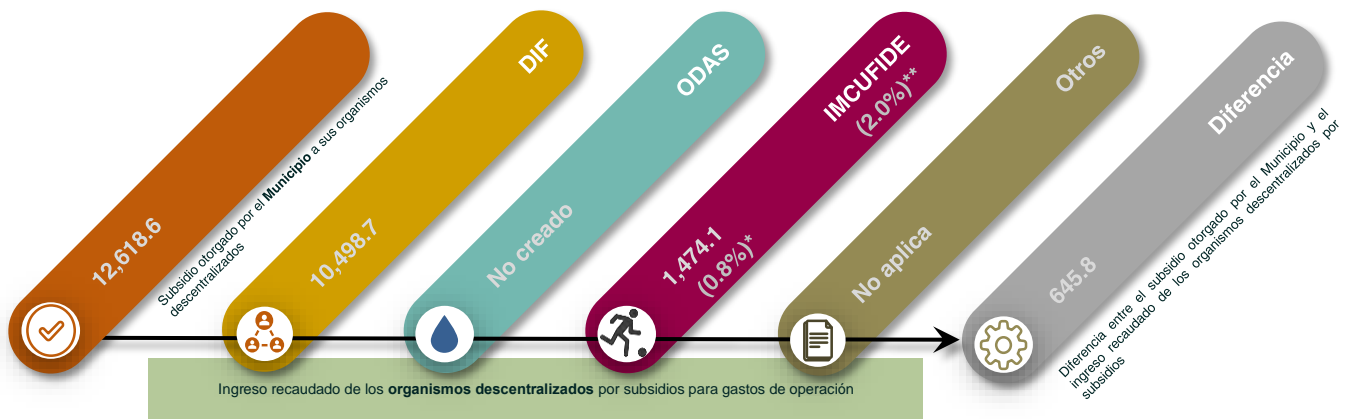 12,618.6
Subsidio otorgado por el Municipio a sus organismos
descentralizados
DIF
10,498.7
ODAS
No creado
IMCUFIDE
(2.0%)**
1,474.1
(0.8%)*
Otros
No aplica
Diferencia
645.8
Diferencia entre el subsidio otorgado por el Municipio y el
ingreso recaudado de los organismos descentralizados por
subsidios
Ingreso recaudado de los organismos descentralizados por subsidios para gastos de operación